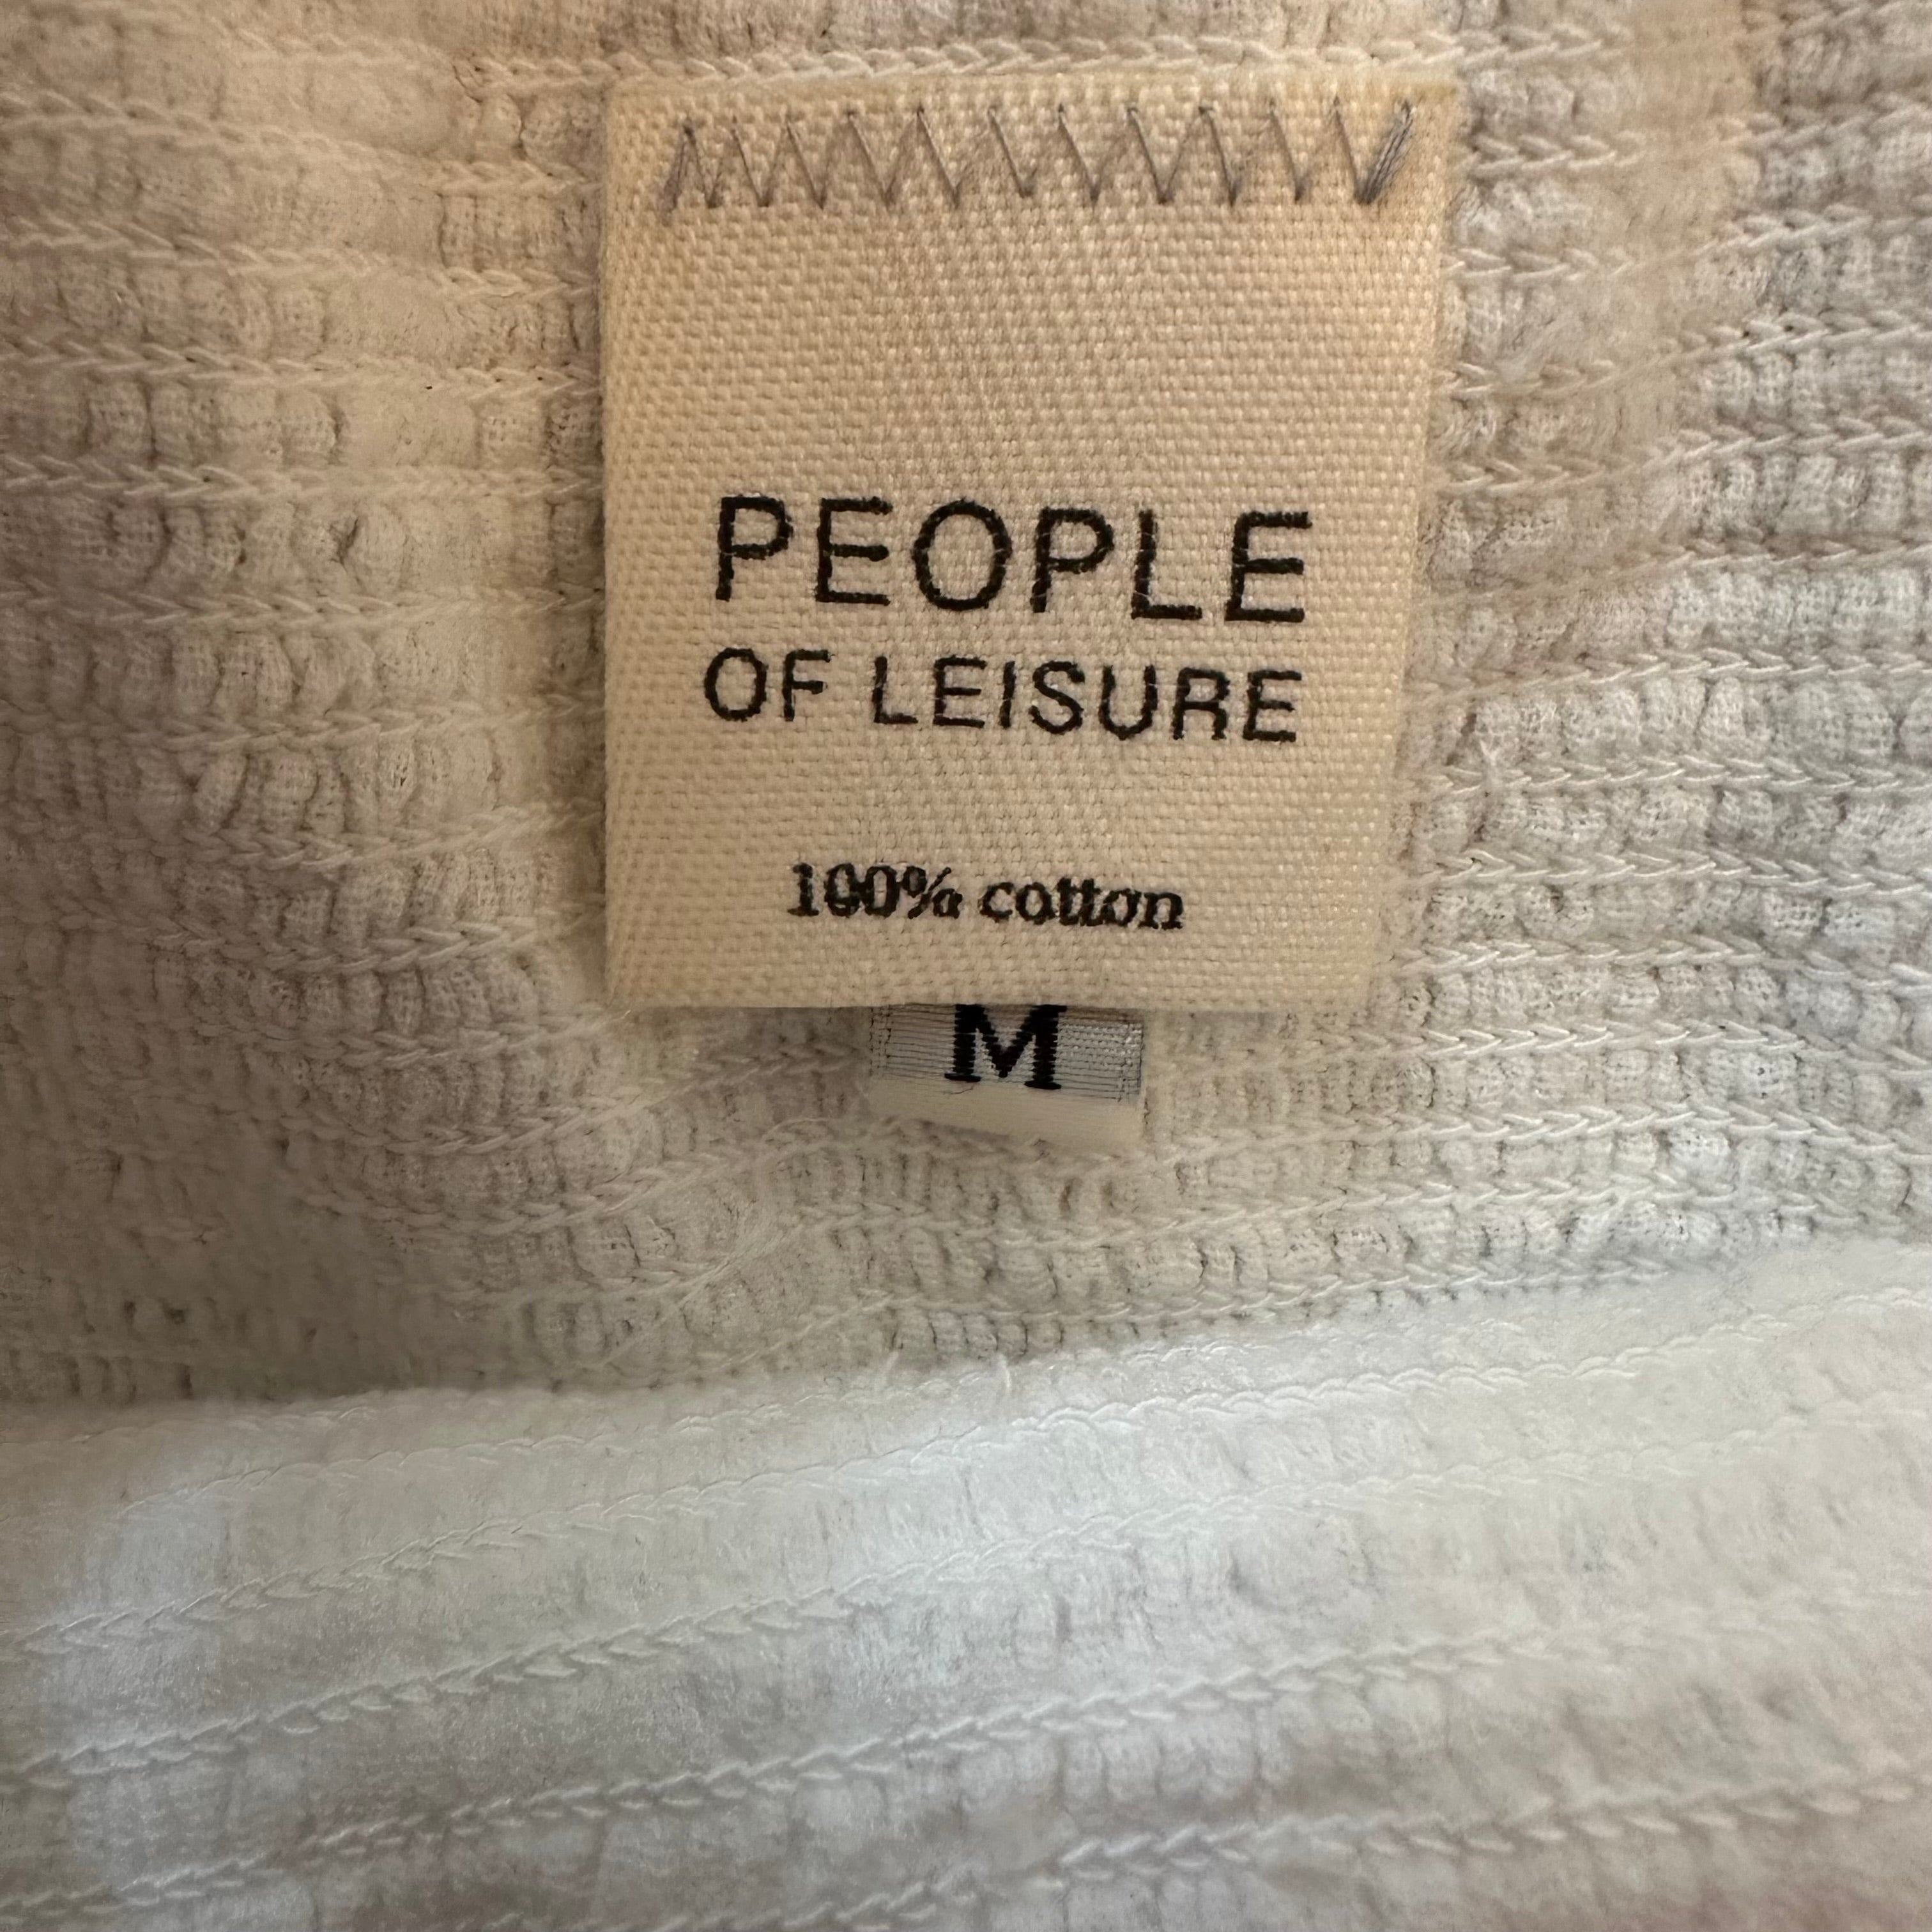 PEOPLE
OF LEISURE
100% cotton
M